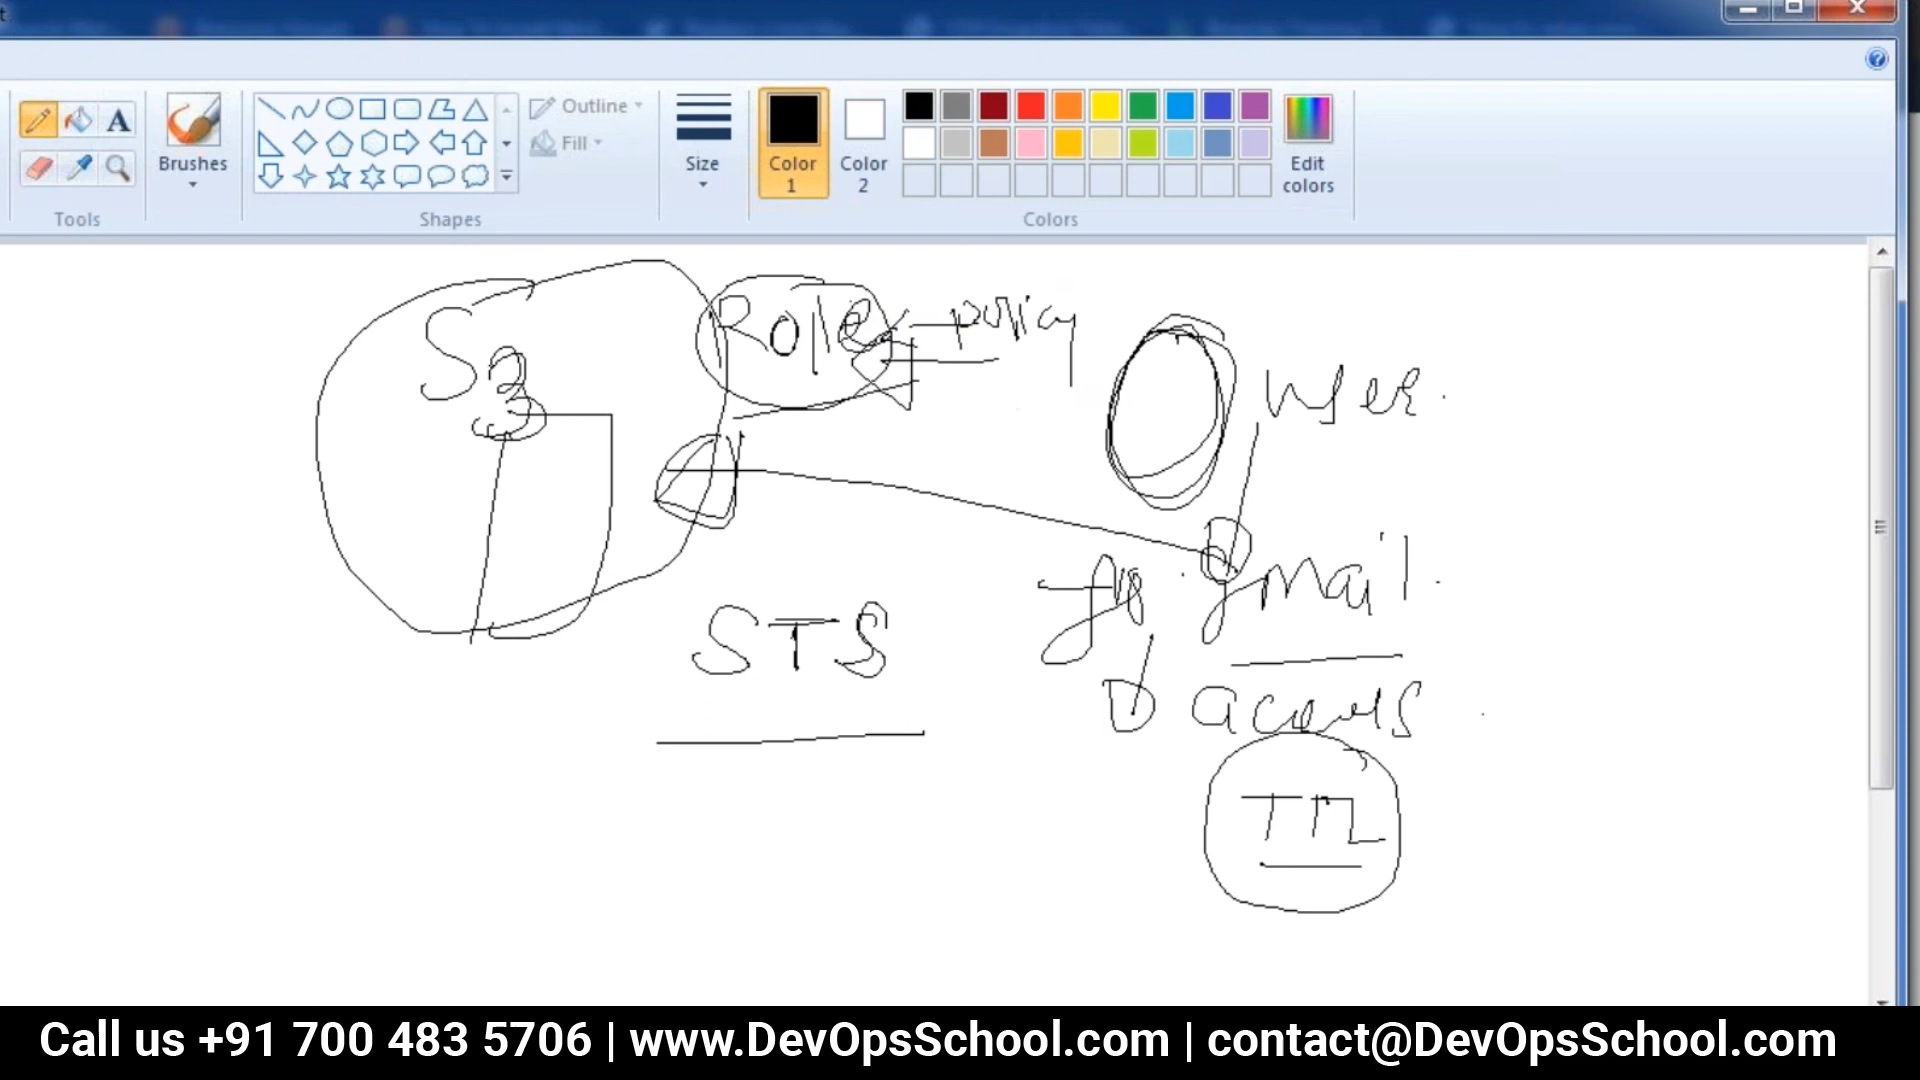 Outline
Fill
Brushes
Size
Color 1
Color 2
Edit colors
Tools
Shapes
Colors
S3
Role
policy
User.
gmail.
STS
TTL
Call us +91 700 483 5706 | www.DevOpsSchool.com | contact@DevOpsSchool.com